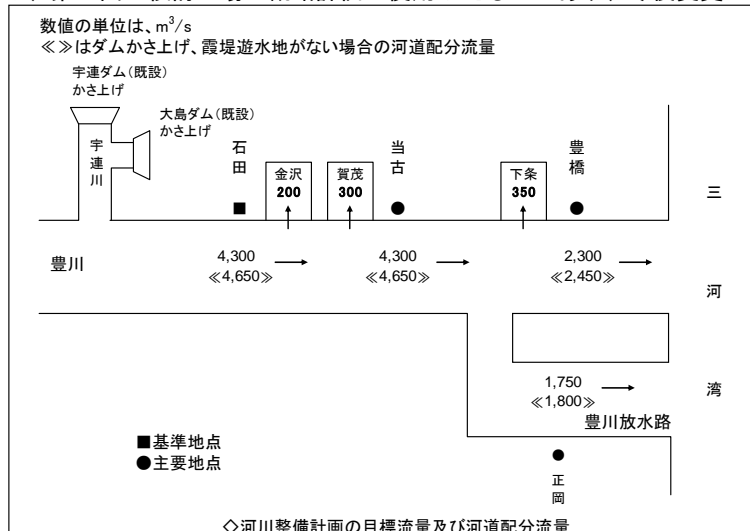 数値の単位は、m³/s
≪≫はダムかさ上げ、霞堤遊水地がない場合の河道配分流量
宇連ダム（既設）
かさ上げ
大島ダム（既設）
かさ上げ
宇連川
石田
金沢
200
賀茂
300
当古
下条
350
豊橋
三河湾
豊川
4,300
≪4,650≫
4,300
≪4,650≫
2,300
≪2,450≫
1,750
≪1,800≫
豊川放水路
■基準地点
●主要地点
正岡
◇河川整備計画の目標流量及び河道配分流量